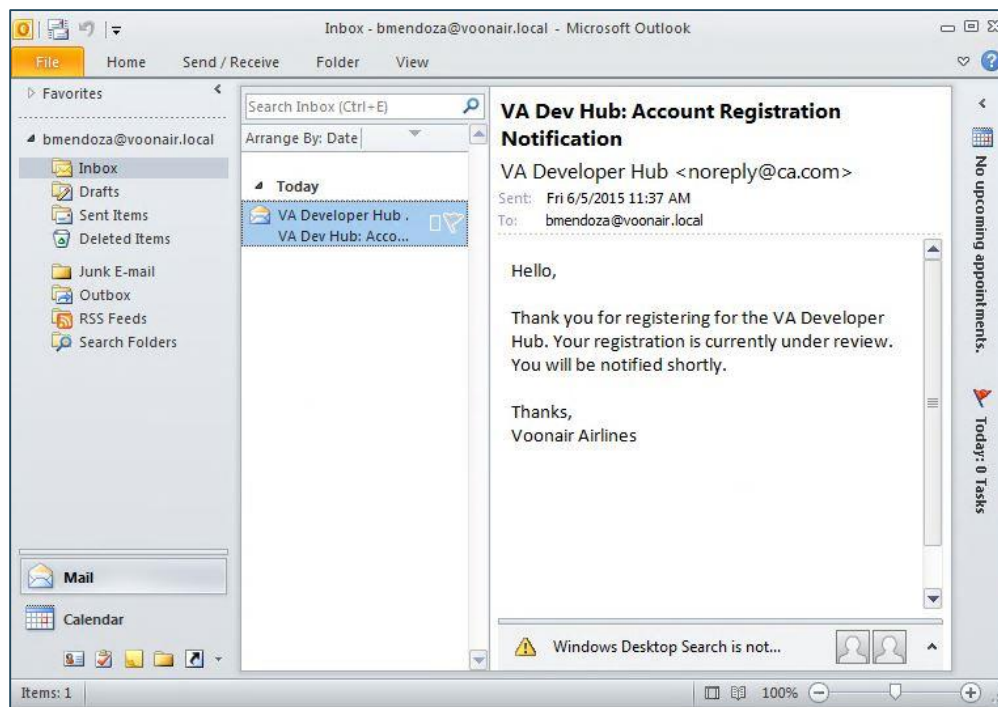 Inbox - bmendoza@voonair.local - Microsoft Outlook
File Home Send / Receive Folder View
Favorites
bmendoza@voonair.local
Inbox
Drafts
Sent Items
Deleted Items
Junk E-mail
Outbox
RSS Feeds
Search Folders
Mail
Calendar
Search Inbox (Ctrl+E)
Arrange By: Date
Today
VA Developer Hub .
VA Dev Hub: Acco...
VA Dev Hub: Account Registration
Notification
VA Developer Hub <noreply@ca.com>
Sent: Fri 6/5/2015 11:37 AM
To: bmendoza@voonair.local
Hello,
Thank you for registering for the VA Developer
Hub. Your registration is currently under review.
You will be notified shortly.
Thanks,
Voonair Airlines
Windows Desktop Search is not...
No upcoming appointments.
Today: 0 Tasks
Items: 1
100%